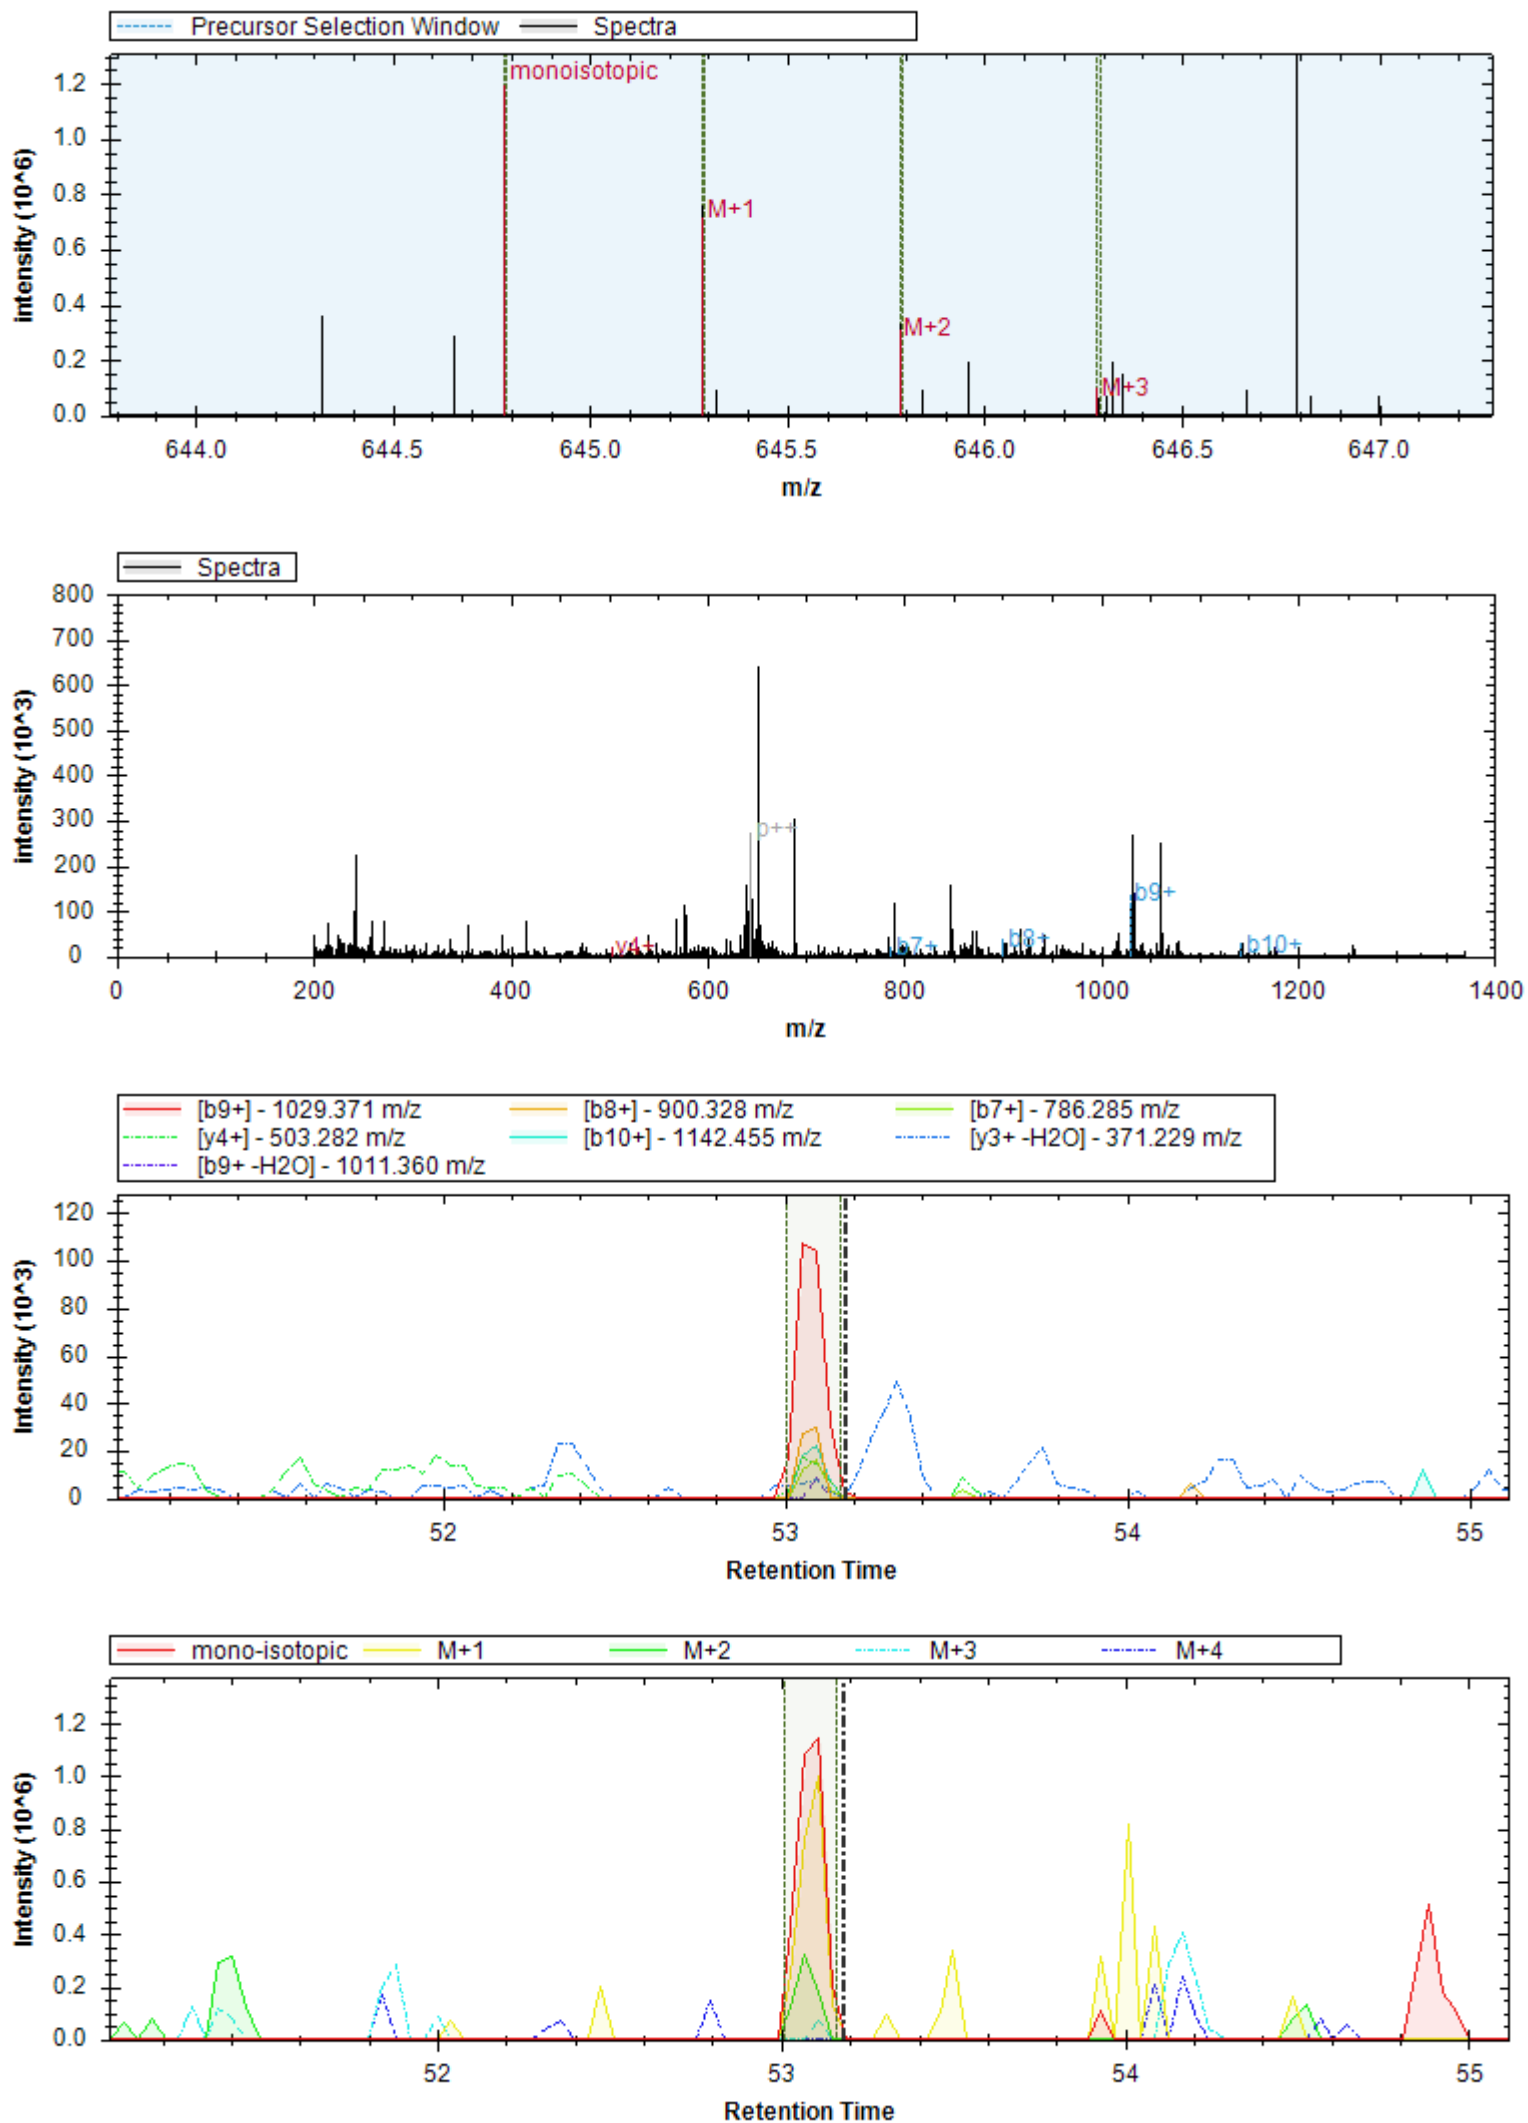 Precursor Selection Window Spectra
monoisotopic
M+1
M+2
M+3
intensity (10^6)
1.2
1.0
0.8
0.6
0.4
0.2
0.0
644.0 644.5 645.0 645.5 646.0 646.5 647.0
m/z
Spectra
intensity (10^3)
800
700
600
500
400
300
200
100
0
p++
b9+
y4+ b7+ b8+ b10+
0 200 400 600 800 1000 1200 1400
m/z
[b9+] - 1029.371 m/z [b8+] - 900.328 m/z [b7+] - 786.285 m/z
[y4+] - 503.282 m/z [b10+] - 1142.455 m/z [y3+ -H2O] - 371.229 m/z
[b9+ -H2O] - 1011.360 m/z
Intensity (10^3)
120
100
80
60
40
20
0
52 53 54 55
Retention Time
mono-isotopic M+1 M+2 M+3 M+4
Intensity (10^6)
1.2
1.0
0.8
0.6
0.4
0.2
0.0
52 53 54 55
Retention Time